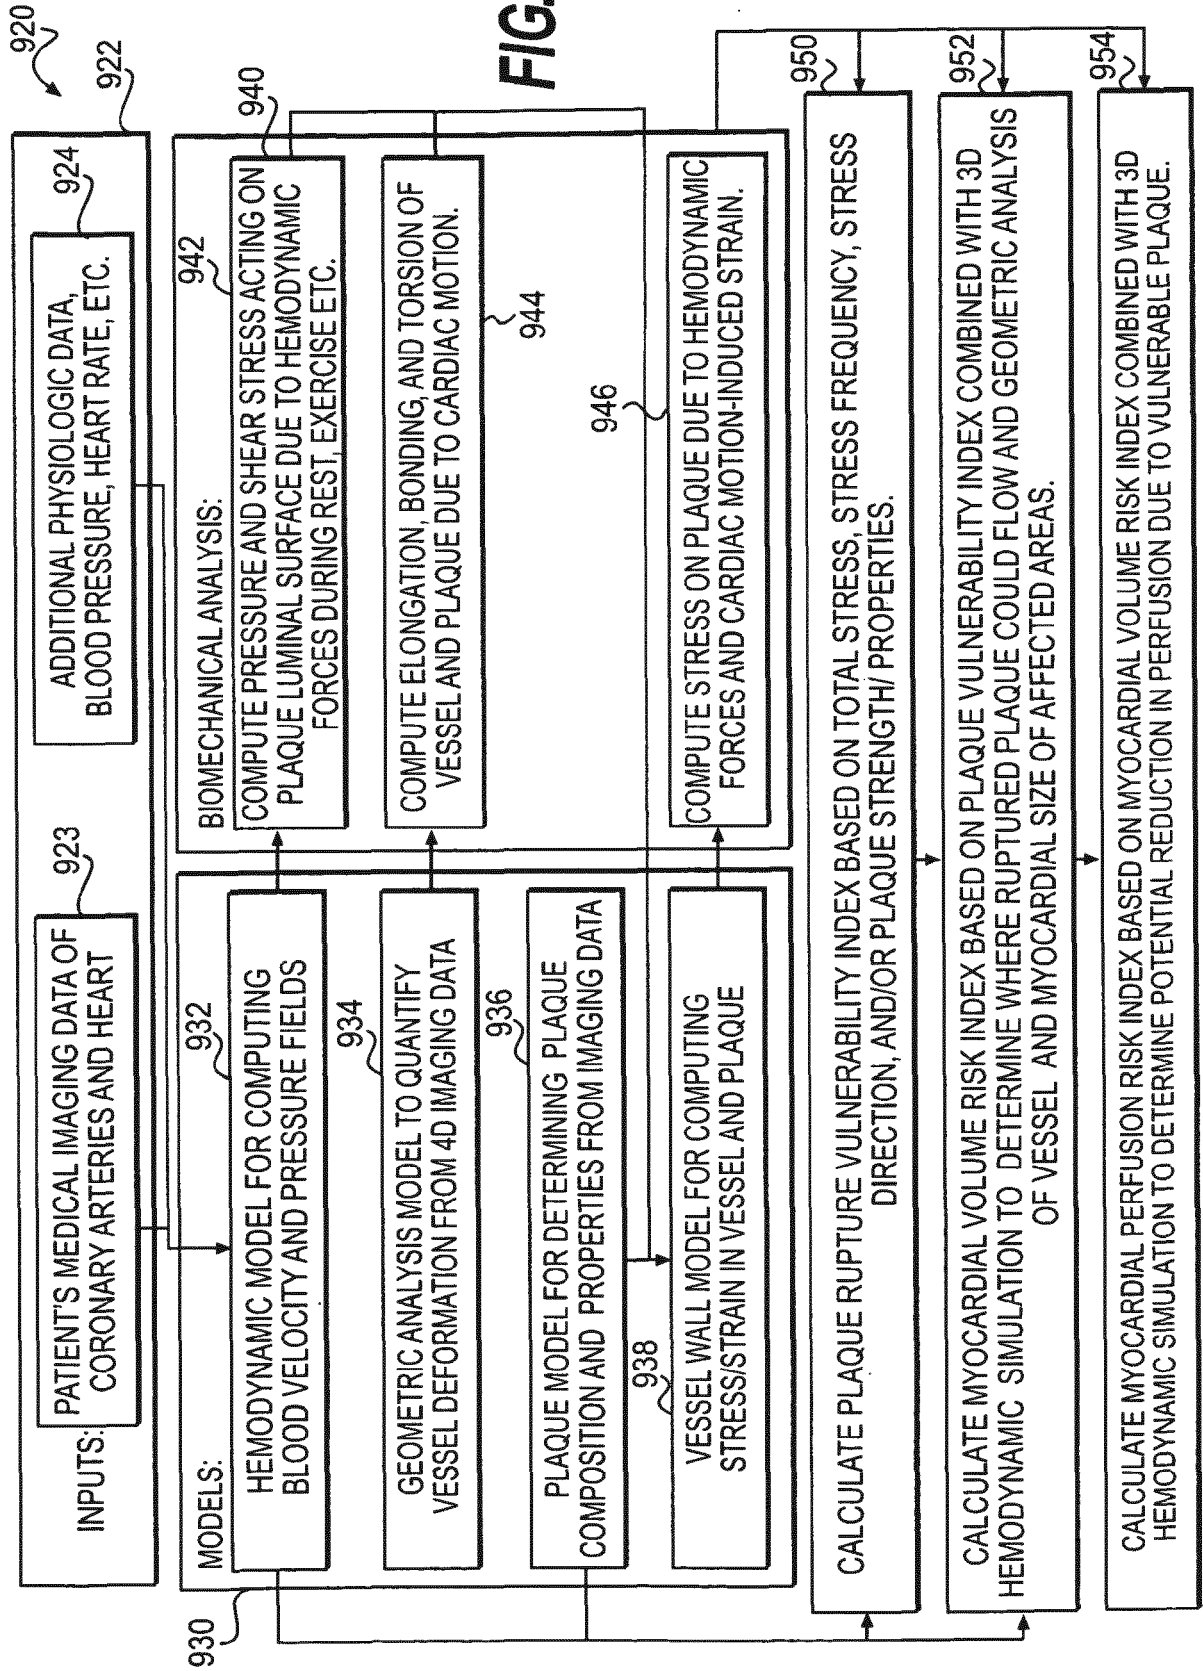 920
922
INPUTS:
923
PATIENT'S MEDICAL IMAGING DATA OF
CORONARY ARTERIES AND HEART
924
ADDITIONAL PHYSIOLOGIC DATA,
BLOOD PRESSURE, HEART RATE, ETC.
930
MODELS:
932
HEMODYNAMIC MODEL FOR COMPUTING
BLOOD VELOCITY AND PRESSURE FIELDS
934
GEOMETRIC ANALYSIS MODEL TO QUANTIFY
VESSEL DEFORMATION FROM 4D IMAGING DATA
936
PLAQUE MODEL FOR DETERMINING PLAQUE
COMPOSITION AND PROPERTIES FROM IMAGING DATA
938
VESSEL WALL MODEL FOR COMPUTING
STRESS/STRAIN IN VESSEL AND PLAQUE
940
BIOMECHANICAL ANALYSIS:
942
COMPUTE PRESSURE AND SHEAR STRESS ACTING ON
PLAQUE LUMINAL SURFACE DUE TO HEMODYNAMIC
FORCES DURING REST, EXERCISE ETC.
COMPUTE ELONGATION, BONDING, AND TORSION OF
VESSEL AND PLAQUE DUE TO CARDIAC MOTION.
944
946
COMPUTE STRESS ON PLAQUE DUE TO HEMODYNAMIC
FORCES AND CARDIAC MOTION-INDUCED STRAIN.
FIG.
950
CALCULATE PLAQUE RUPTURE VULNERABILITY INDEX BASED ON TOTAL STRESS, STRESS FREQUENCY, STRESS
DIRECTION, AND/OR PLAQUE STRENGTH/ PROPERTIES.
952
CALCULATE MYOCARDIAL VOLUME RISK INDEX BASED ON PLAQUE VULNERABILITY INDEX COMBINED WITH 3D
HEMODYNAMIC SIMULATION TO DETERMINE WHERE RUPTURED PLAQUE COULD FLOW AND GEOMETRIC ANALYSIS
OF VESSEL AND MYOCARDIAL SIZE OF AFFECTED AREAS.
954
CALCULATE MYOCARDIAL PERFUSION RISK INDEX BASED ON MYOCARDIAL VOLUME RISK INDEX COMBINED WITH 3D
HEMODYNAMIC SIMULATION TO DETERMINE POTENTIAL REDUCTION IN PERFUSION DUE TO VULNERABLE PLAQUE.